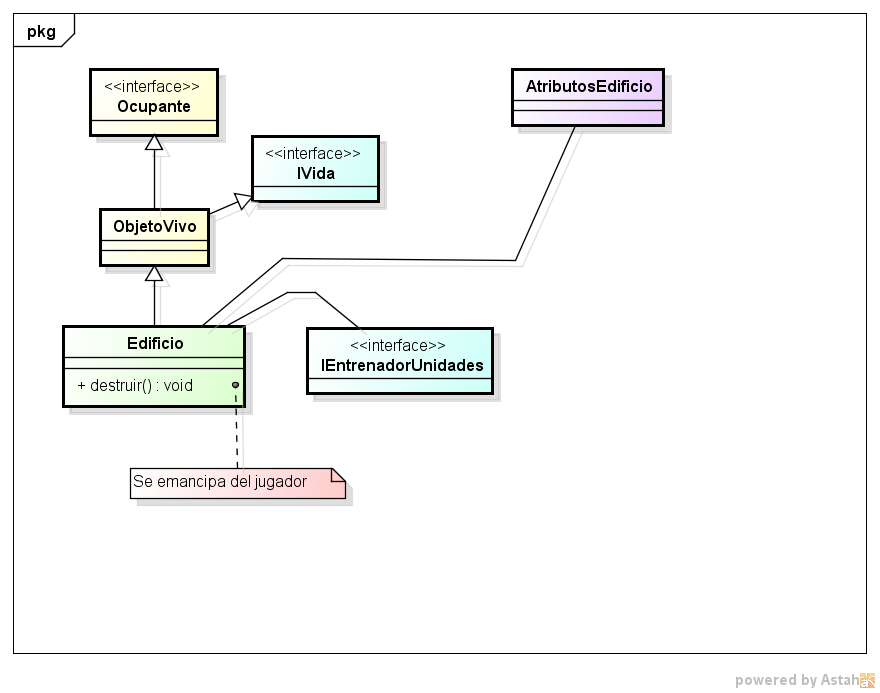 pkg
<<interface>>
Ocupante
AtributosEdificio
<<interface>>
IVida
ObjetoVivo
Edificio
+ destruir() : void
<<interface>>
IEntrenadorUnidades
Se emancipa del jugador
powered by Astah